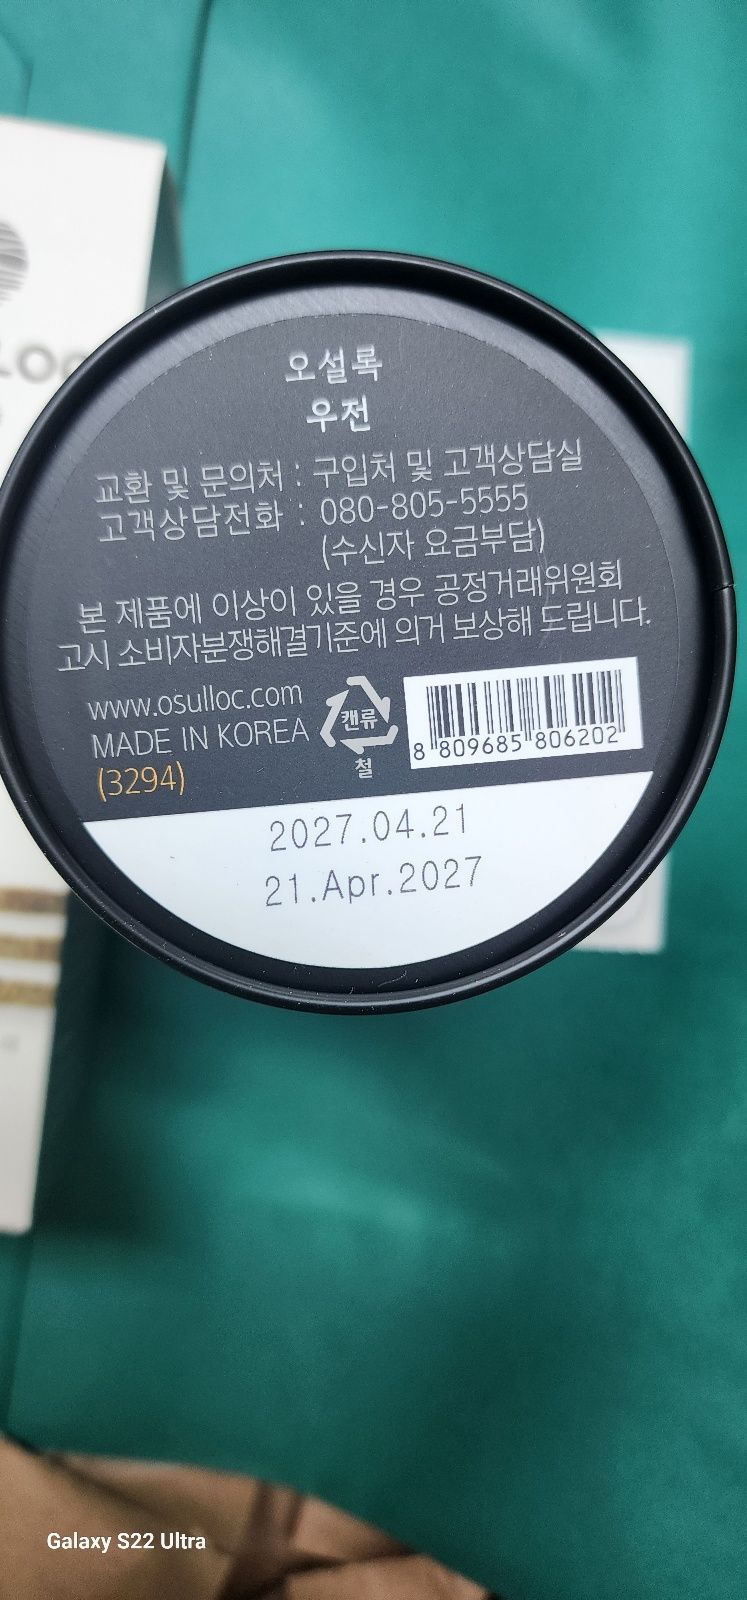 오설록
우전
교환 및 문의처 : 구입처 및 고객상담실
고객상담전화 : 080-805-5555
(수신자 요금부담)
본 제품에 이상이 있을 경우 공정거래위원회
고시 소비자분쟁해결기준에 의거 보상해 드립니다.
www.osulloc.com
MADE IN KOREA
(3294)
캔류
철
8 809685 806202
2027.04.21
21.Apr.2027
Galaxy S22 Ultra